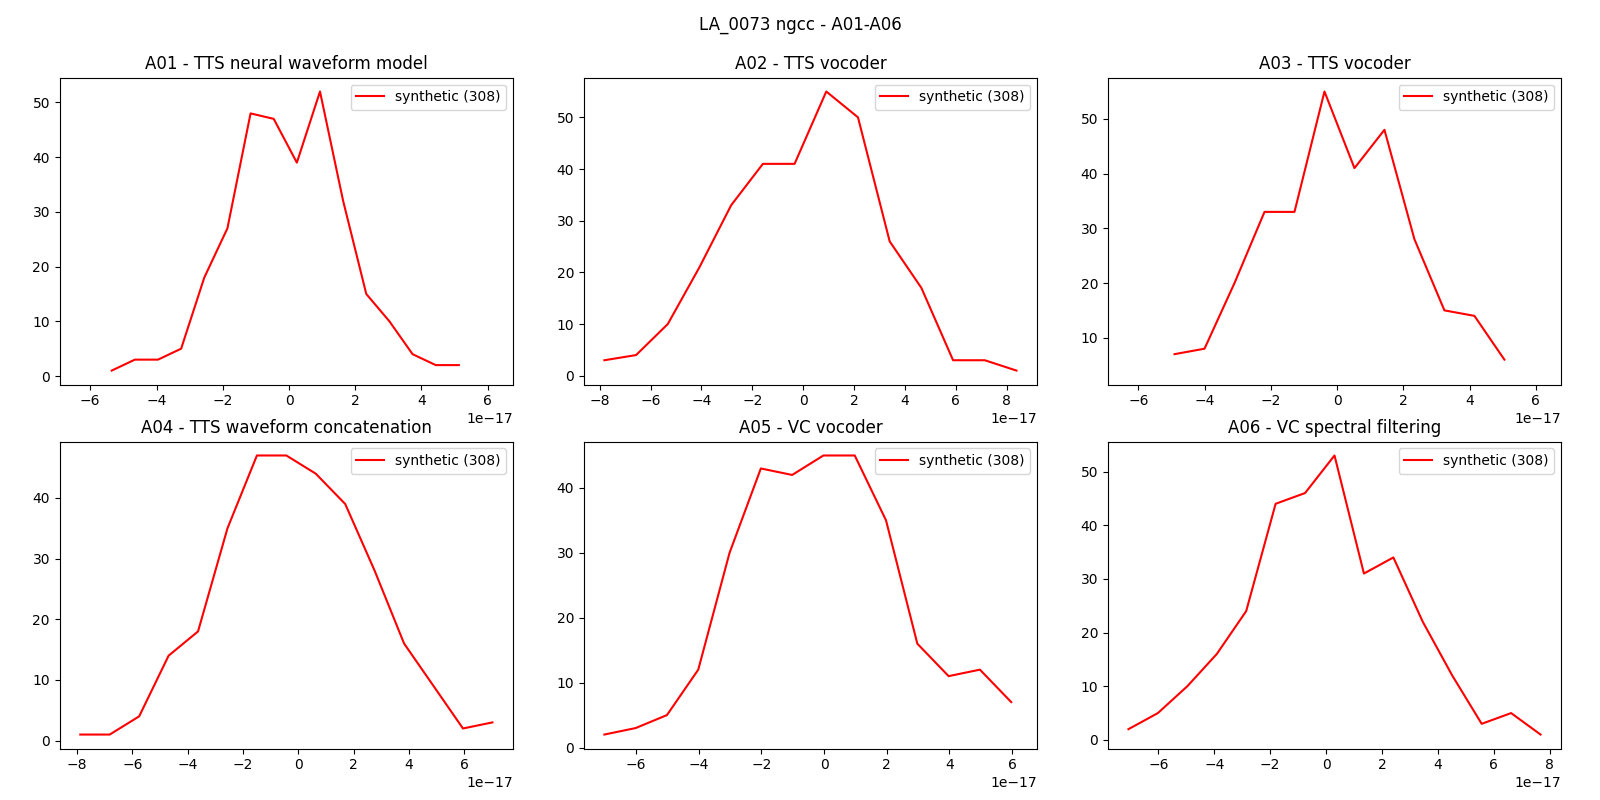 LA_0073 ngcc - A01-A06
A01 - TTS neural waveform model
synthetic (308)
50
40
30
20
10
0
−6 −4 −2 0 2 4 6
1e−17
A02 - TTS vocoder
synthetic (308)
50
40
30
20
10
0
−8 −6 −4 −2 0 2 4 6 8
1e−17
A03 - TTS vocoder
synthetic (308)
50
40
30
20
10
−6 −4 −2 0 2 4 6
1e−17
A04 - TTS waveform concatenation
synthetic (308)
40
30
20
10
0
−8 −6 −4 −2 0 2 4 6
1e−17
A05 - VC vocoder
synthetic (308)
40
30
20
10
0
−6 −4 −2 0 2 4 6
1e−17
A06 - VC spectral filtering
synthetic (308)
50
40
30
20
10
0
−6 −4 −2 0 2 4 6 8
1e−17